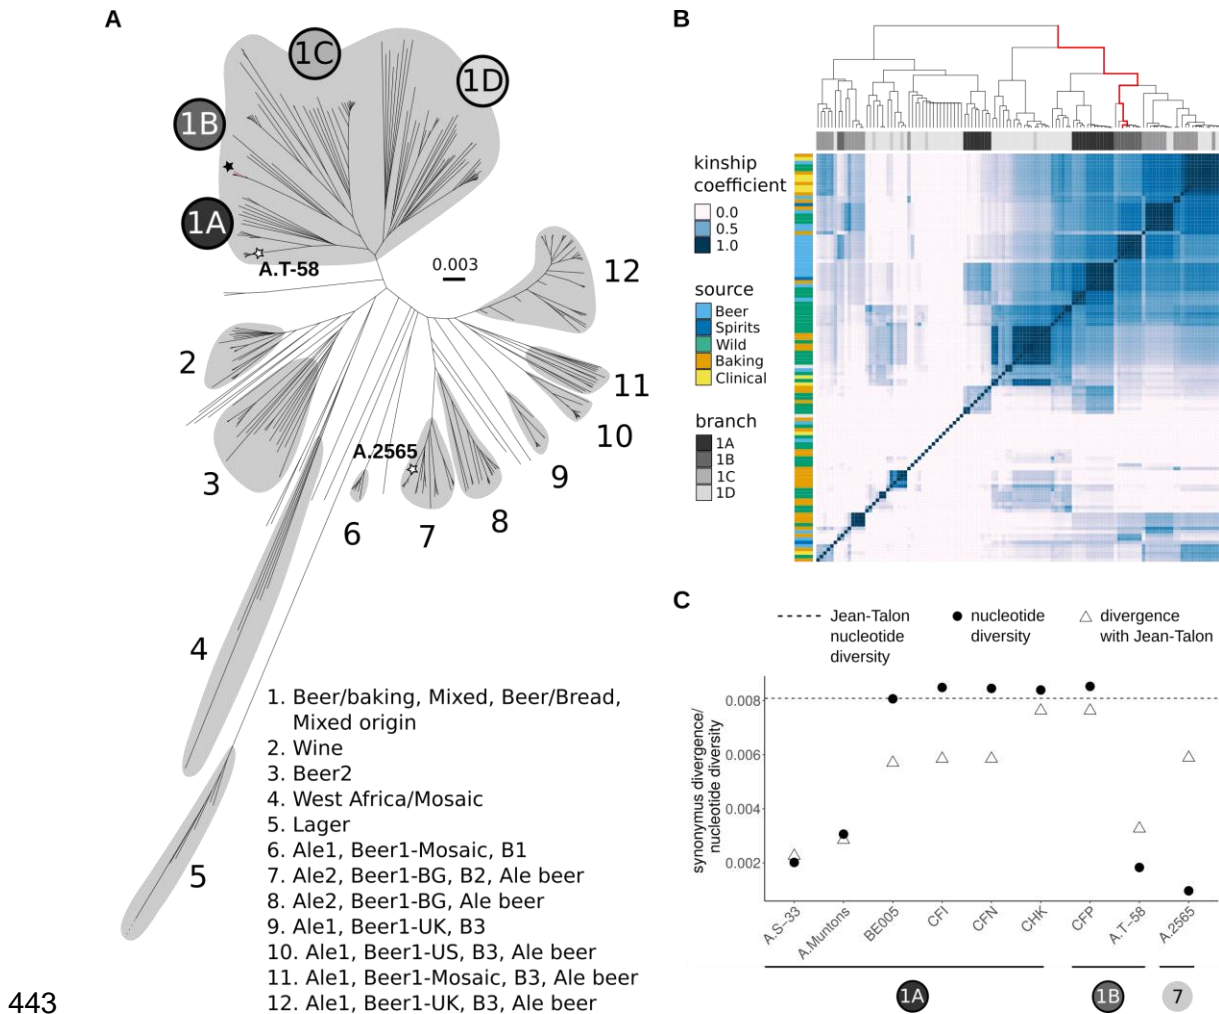 A
1C
1D
1B
1A
A.T-58
0.003
12
2
11
10
A.2565
3
9
8
6
7
4
5
1. Beer/baking, Mixed, Beer/Bread,
Mixed origin
2. Wine
3. Beer2
4. West Africa/Mosaic
5. Lager
6. Ale1, Beer1-Mosaic, B1
7. Ale2, Beer1-BG, B2, Ale beer
8. Ale2, Beer1-BG, Ale beer
9. Ale1, Beer1-UK, B3
10. Ale1, Beer1-US, B3, Ale beer
11. Ale1, Beer1-Mosaic, B3, Ale beer
12. Ale1, Beer1-UK, B3, Ale beer
B
kinship
coefficient
0.0
0.5
1.0
source
Beer
Spirits
Wild
Baking
Clinical
branch
1A
1B
1C
1D
C
Jean-Talon
nucleotide
diversity
nucleotide
diversity
divergence
with Jean-Talon
synonymus divergence/
nucleotide diversity
0.008
0.006
0.004
0.002
A.S-33
A.Muntons
BE005
CFI
CFN
CHK
CFP
A.T-58
A.2565
1A
1B
7
443